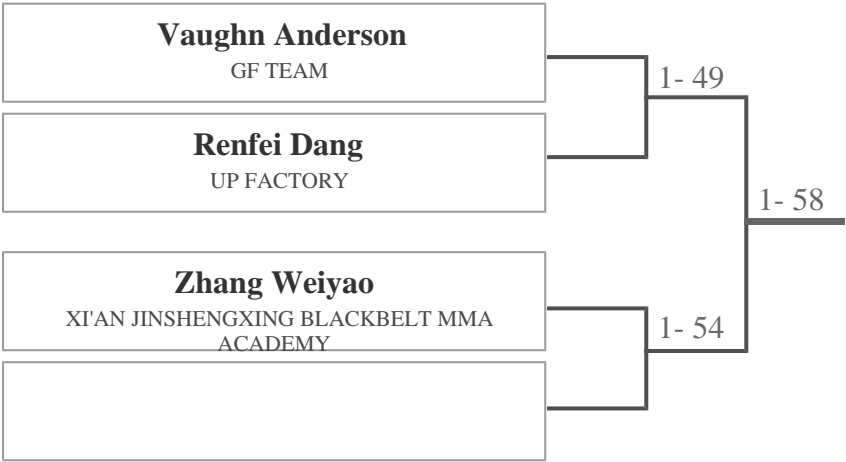 Vaughn Anderson
GF TEAM
1- 49
Renfei Dang
UP FACTORY
1- 58
Zhang Weiyao
XI'AN JINSHENGXING BLACKBELT MMA
ACADEMY
1- 54